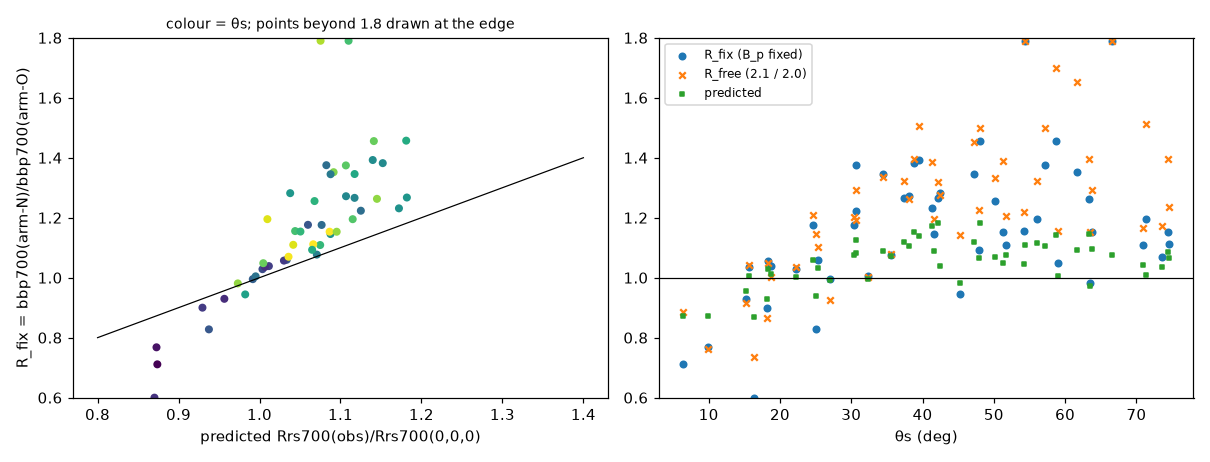 colour = θs; points beyond 1.8 drawn at the edge
R_fix = bbp700(arm-N)/bbp700(arm-O)
1.8
1.6
1.4
1.2
1.0
0.8
0.6
0.8 0.9 1.0 1.1 1.2 1.3 1.4
predicted Rrs700(obs)/Rrs700(0,0,0)
R_fix (B_p fixed)
R_free (2.1 / 2.0)
predicted
1.8
1.6
1.4
1.2
1.0
0.8
0.6
10 20 30 40 50 60 70
θs (deg)